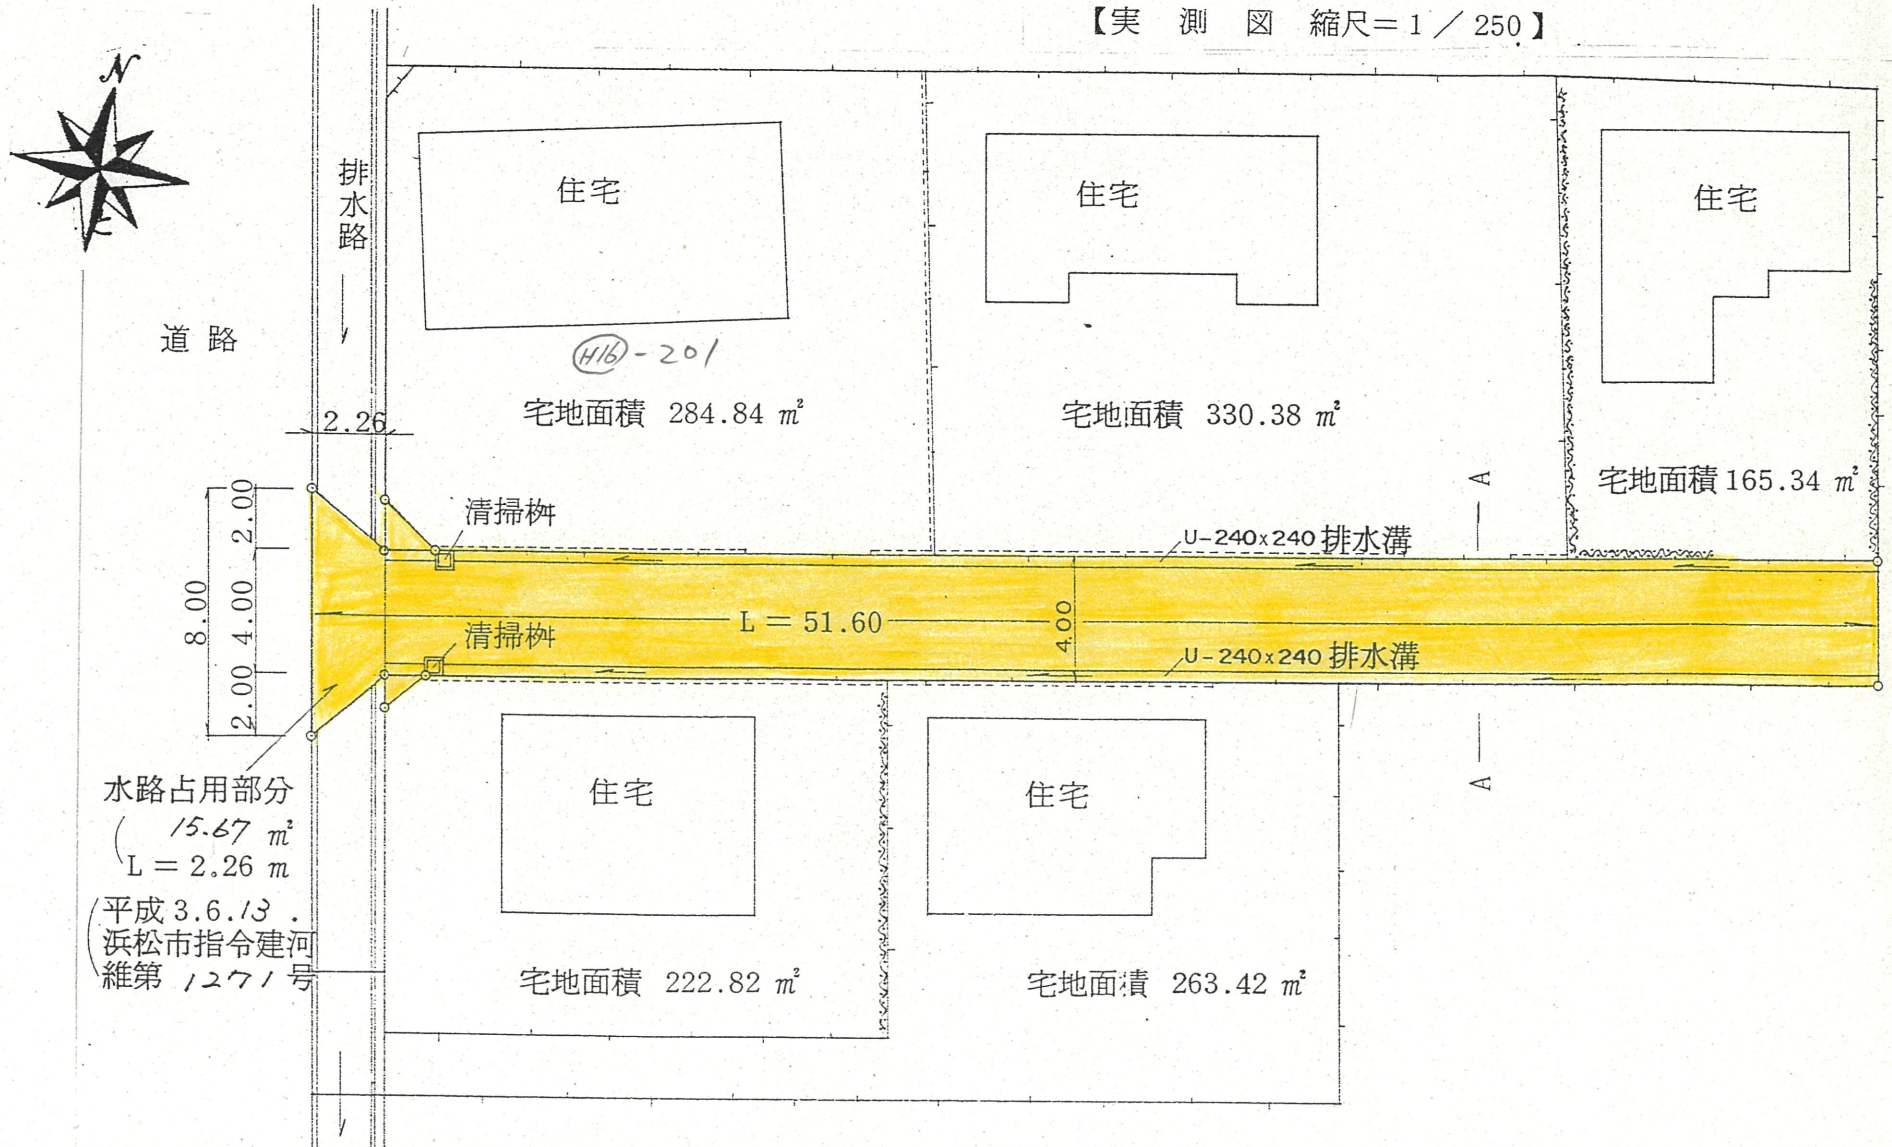 【実 測 図 縮尺=1／250】
N
排水路
道路
住宅
住宅
住宅
H16-201
宅地面積 284.84 m²
宅地面積 330.38 m²
宅地面積 165.34 m²
2.26
A
清掃桝
U-240x240 排水溝
2.00
8.00
4.00
2.00
L = 51.60
4.00
清掃桝
U-240x240 排水溝
A
水路占用部分
15.67 m²
L = 2.26 m
平成3.6.13.
浜松市指令建河
維第 1271号
住宅
住宅
宅地面積 222.82 m²
宅地面積 263.42 m²